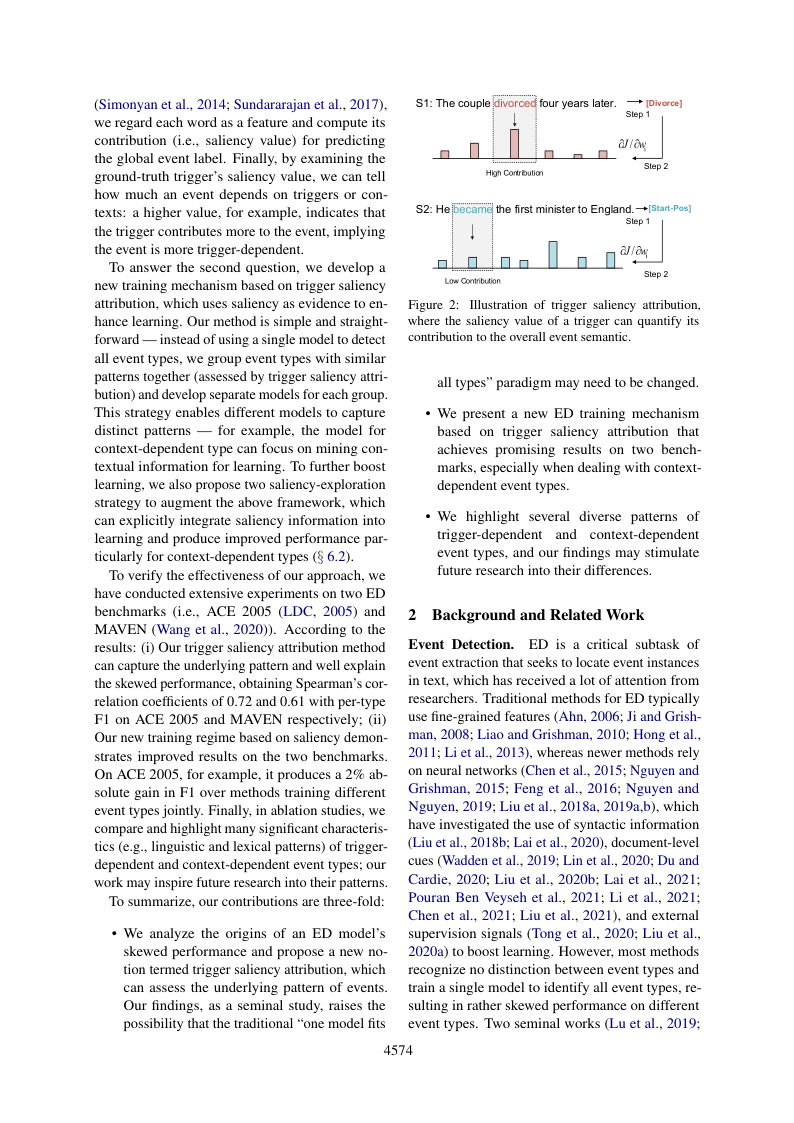 (Simonyan et al., 2014; Sundararajan et al., 2017),
we regard each word as a feature and compute its
contribution (i.e., saliency value) for predicting
the global event label. Finally, by examining the
ground-truth trigger's saliency value, we can tell
how much an event depends on triggers or con-
texts: a higher value, for example, indicates that
the trigger contributes more to the event, implying
the event is more trigger-dependent.
To answer the second question, we develop a
new training mechanism based on trigger saliency
attribution, which uses saliency as evidence to en-
hance learning. Our method is simple and straight-
forward — instead of using a single model to detect
all event types, we group event types with similar
patterns together (assessed by trigger saliency attri-
bution) and develop separate models for each group.
This strategy enables different models to capture
distinct patterns — for example, the model for
context-dependent type can focus on mining con-
textual information for learning. To further boost
learning, we also propose two saliency-exploration
strategy to augment the above framework, which
can explicitly integrate saliency information into
learning and produce improved performance par-
ticularly for context-dependent types (§ 6.2).
To verify the effectiveness of our approach, we
have conducted extensive experiments on two ED
benchmarks (i.e., ACE 2005 (LDC, 2005) and
MAVEN (Wang et al., 2020)). According to the
results: (i) Our trigger saliency attribution method
can capture the underlying pattern and well explain
the skewed performance, obtaining Spearman's cor-
relation coefficients of 0.72 and 0.61 with per-type
F1 on ACE 2005 and MAVEN respectively; (ii)
Our new training regime based on saliency demon-
strates improved results on the two benchmarks.
On ACE 2005, for example, it produces a 2% ab-
solute gain in F1 over methods training different
event types jointly. Finally, in ablation studies, we
compare and highlight many significant characteris-
tics (e.g., linguistic and lexical patterns) of trigger-
dependent and context-dependent event types; our
work may inspire future research into their patterns.
To summarize, our contributions are three-fold:
• We analyze the origins of an ED model's
skewed performance and propose a new no-
tion termed trigger saliency attribution, which
can assess the underlying pattern of events.
Our findings, as a seminal study, raises the
possibility that the traditional “one model fits
S1: The couple divorced four years later. [Divorce]
Step 1
∂J / ∂wᵢ
Step 2
High Contribution
S2: He became the first minister to England. [Start-Pos]
Step 1
∂J / ∂wᵢ
Step 2
Low Contribution
Figure 2: Illustration of trigger saliency attribution,
where the saliency value of a trigger can quantify its
contribution to the overall event semantic.
all types” paradigm may need to be changed.
• We present a new ED training mechanism
based on trigger saliency attribution that
achieves promising results on two bench-
marks, especially when dealing with context-
dependent event types.
• We highlight several diverse patterns of
trigger-dependent and context-dependent
event types, and our findings may stimulate
future research into their differences.
2 Background and Related Work
Event Detection. ED is a critical subtask of
event extraction that seeks to locate event instances
in text, which has received a lot of attention from
researchers. Traditional methods for ED typically
use fine-grained features (Ahn, 2006; Ji and Grish-
man, 2008; Liao and Grishman, 2010; Hong et al.,
2011; Li et al., 2013), whereas newer methods rely
on neural networks (Chen et al., 2015; Nguyen and
Grishman, 2015; Feng et al., 2016; Nguyen and
Nguyen, 2019; Liu et al., 2018a, 2019a,b), which
have investigated the use of syntactic information
(Liu et al., 2018b; Lai et al., 2020), document-level
cues (Wadden et al., 2019; Lin et al., 2020; Du and
Cardie, 2020; Liu et al., 2020b; Lai et al., 2021;
Pouran Ben Veyseh et al., 2021; Li et al., 2021;
Chen et al., 2021; Liu et al., 2021), and external
supervision signals (Tong et al., 2020; Liu et al.,
2020a) to boost learning. However, most methods
recognize no distinction between event types and
train a single model to identify all event types, re-
sulting in rather skewed performance on different
event types. Two seminal works (Lu et al., 2019;
4574